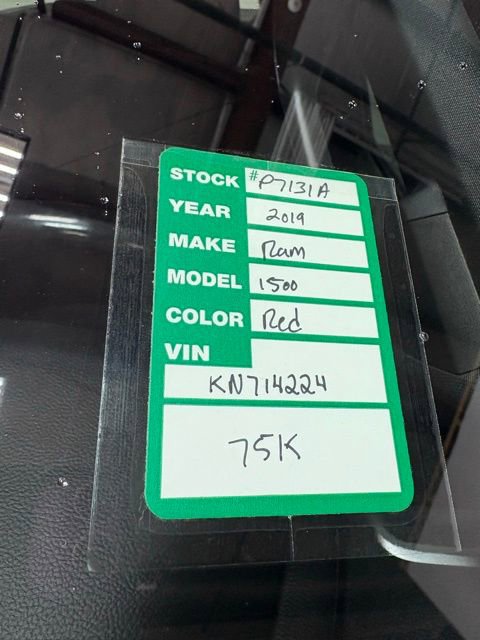 STOCK #P7131A
YEAR 2019
MAKE Ram
MODEL 1500
COLOR Red
VIN
KN714224
75K